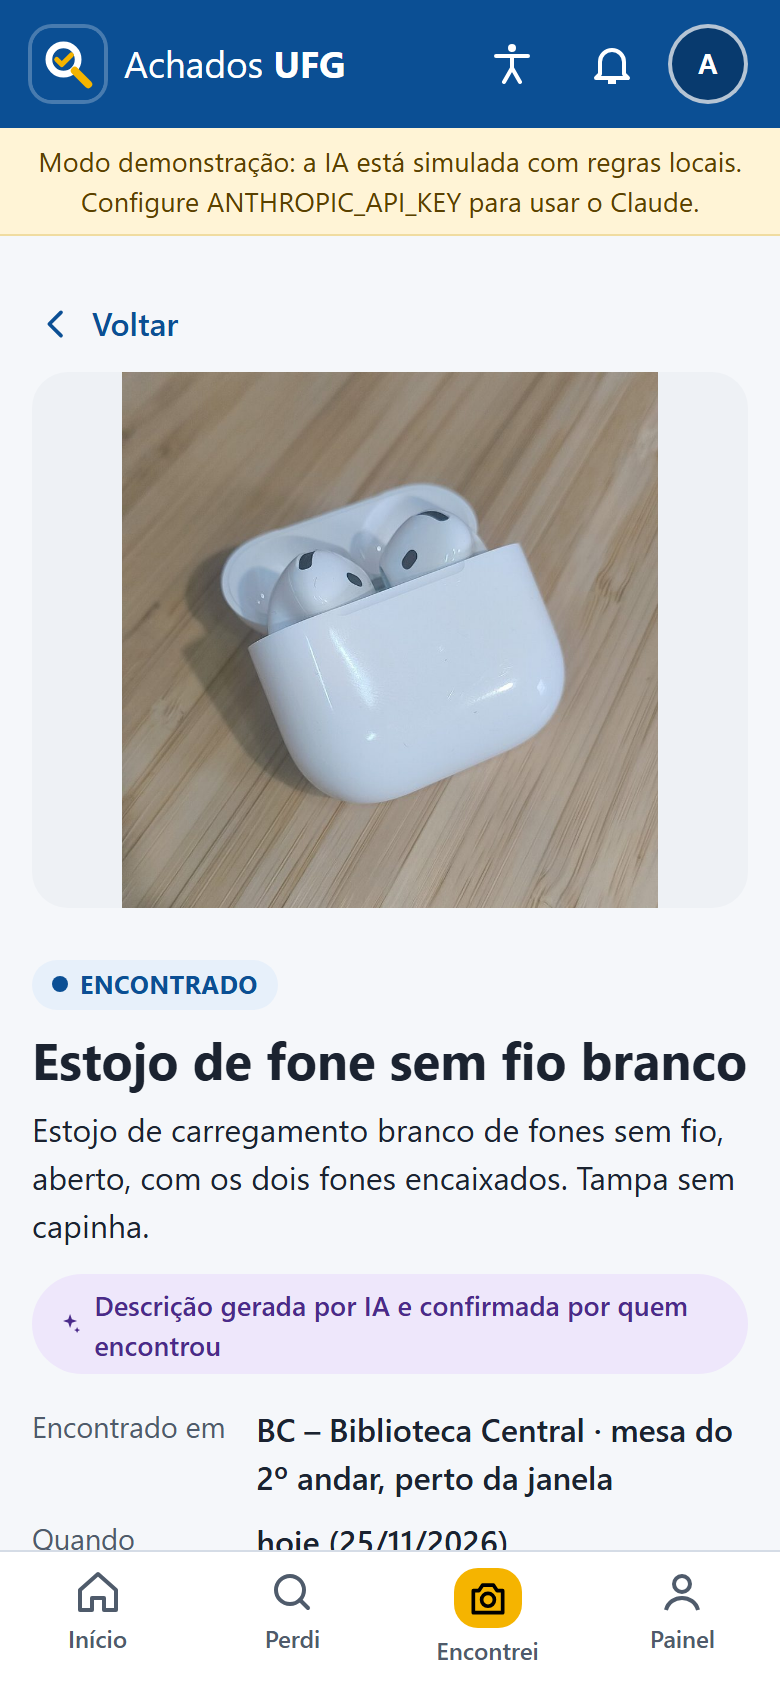 Achados UFG
A
Modo demonstração: a IA está simulada com regras locais.
Configure ANTHROPIC_API_KEY para usar o Claude.
Voltar
ENCONTRADO
Estojo de fone sem fio branco
Estojo de carregamento branco de fones sem fio,
aberto, com os dois fones encaixados. Tampa sem
capinha.
Descrição gerada por IA e confirmada por quem
encontrou
Encontrado em BC – Biblioteca Central · mesa do
2º andar, perto da janela
Quando hoje (25/11/2026)
Início Perdi Encontrei Painel